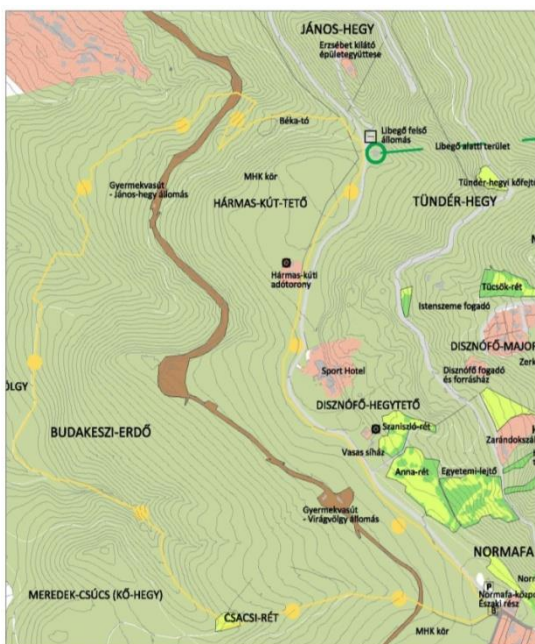 JÁNOS-HEGY
Erzsébet kilátó
épületegyüttese
Béka-tó
Libegő felső
állomás
Libegő alatti terület
Gyermekvasút
- János-hegy állomás
MHK kör
HÁRMAS-KÚT-TETŐ
Tündér-hegyi kőfejtő
TÜNDÉR-HEGY
Hármas-kúti
adótorony
Tücsök-rét
Istenszeme fogadó
DISZNÓFŐ-MAJOR
Disznófő fogadó
és forrásház
Sport Hotel
DISZNÓFŐ-HEGYTETŐ
Szaniszló-rét
Vasas síház
Anna-rét
Egyetemi-lejtő
BUDAKESZI-ERDŐ
Gyermekvasút
- Virágvölgy állomás
NORMAFA
P
Normafa-közpo
Északi rész
MEREDEK-CSÚCS (KŐ-HEGY)
CSACSI-RÉT
MHK kör